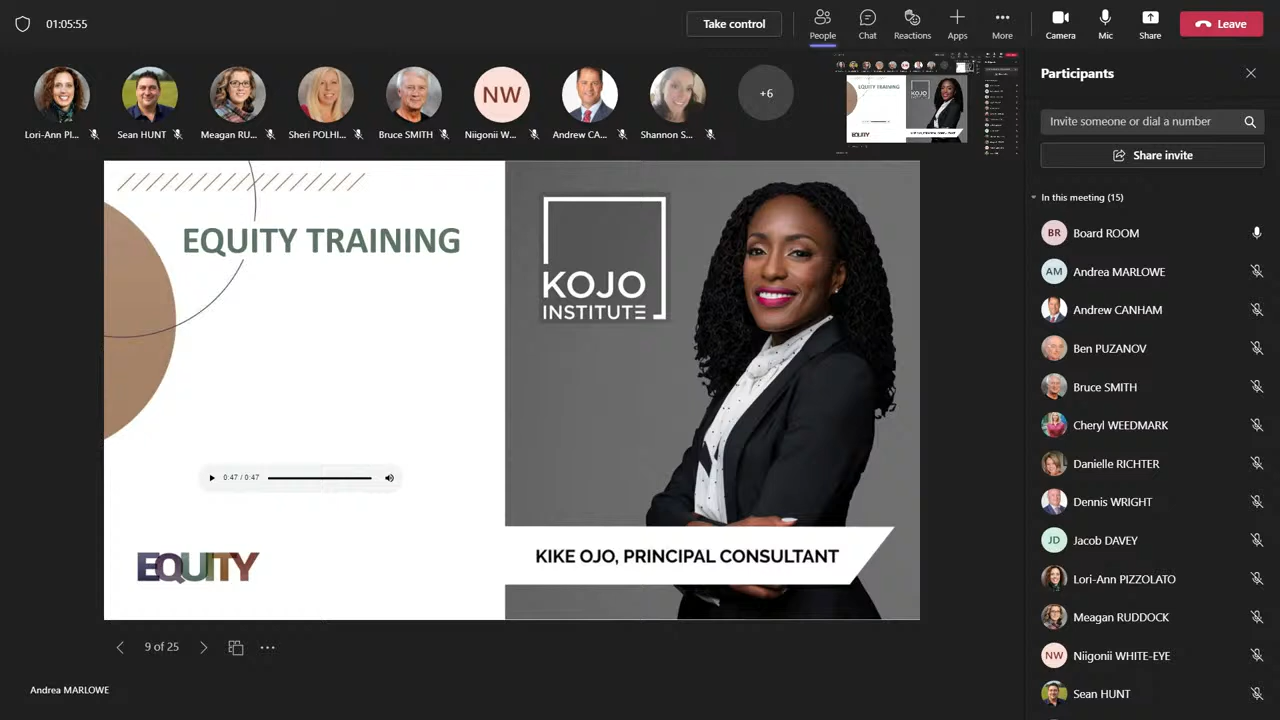 01:05:55
Take control
People
Chat
Reactions
Apps
More
Camera
Mic
Share
Leave
Lori-Ann PI...
Sean HUNT
Meagan RU...
POLHI...
Bruce SMITH
NW
Niigonii W...
Andrew CA...
Shannon S...
+6
EQUITY TRAINING
KOJO
INSTITUTE
0:47 / 0:47
EQUITY
KIKE OJO, PRINCIPAL CONSULTANT
9 of 25
Andrea MARLOWE
Participants
Invite someone or dial number
Share invite
In this meeting (15)
BR
Board ROOM
AM
Andrea MARLOWE
Andrew CANHAM
Ben PUZANOV
Bruce SMITH
Cheryl WEEDMARK
Danielle RICHTER
Dennis WRIGHT
JD
Jacob DAVEY
Lori-Ann PIZZOLATO
Meagan RUDDOCK
NW
Niigonii WHITE-EYE
Sean HUNT